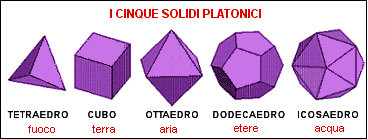 I CINQUE SOLIDI PLATONICI
TETRAEDRO CUBO OTTAEDRO DODECAEDRO ICOSAEDRO
fuoco terra aria etere acqua